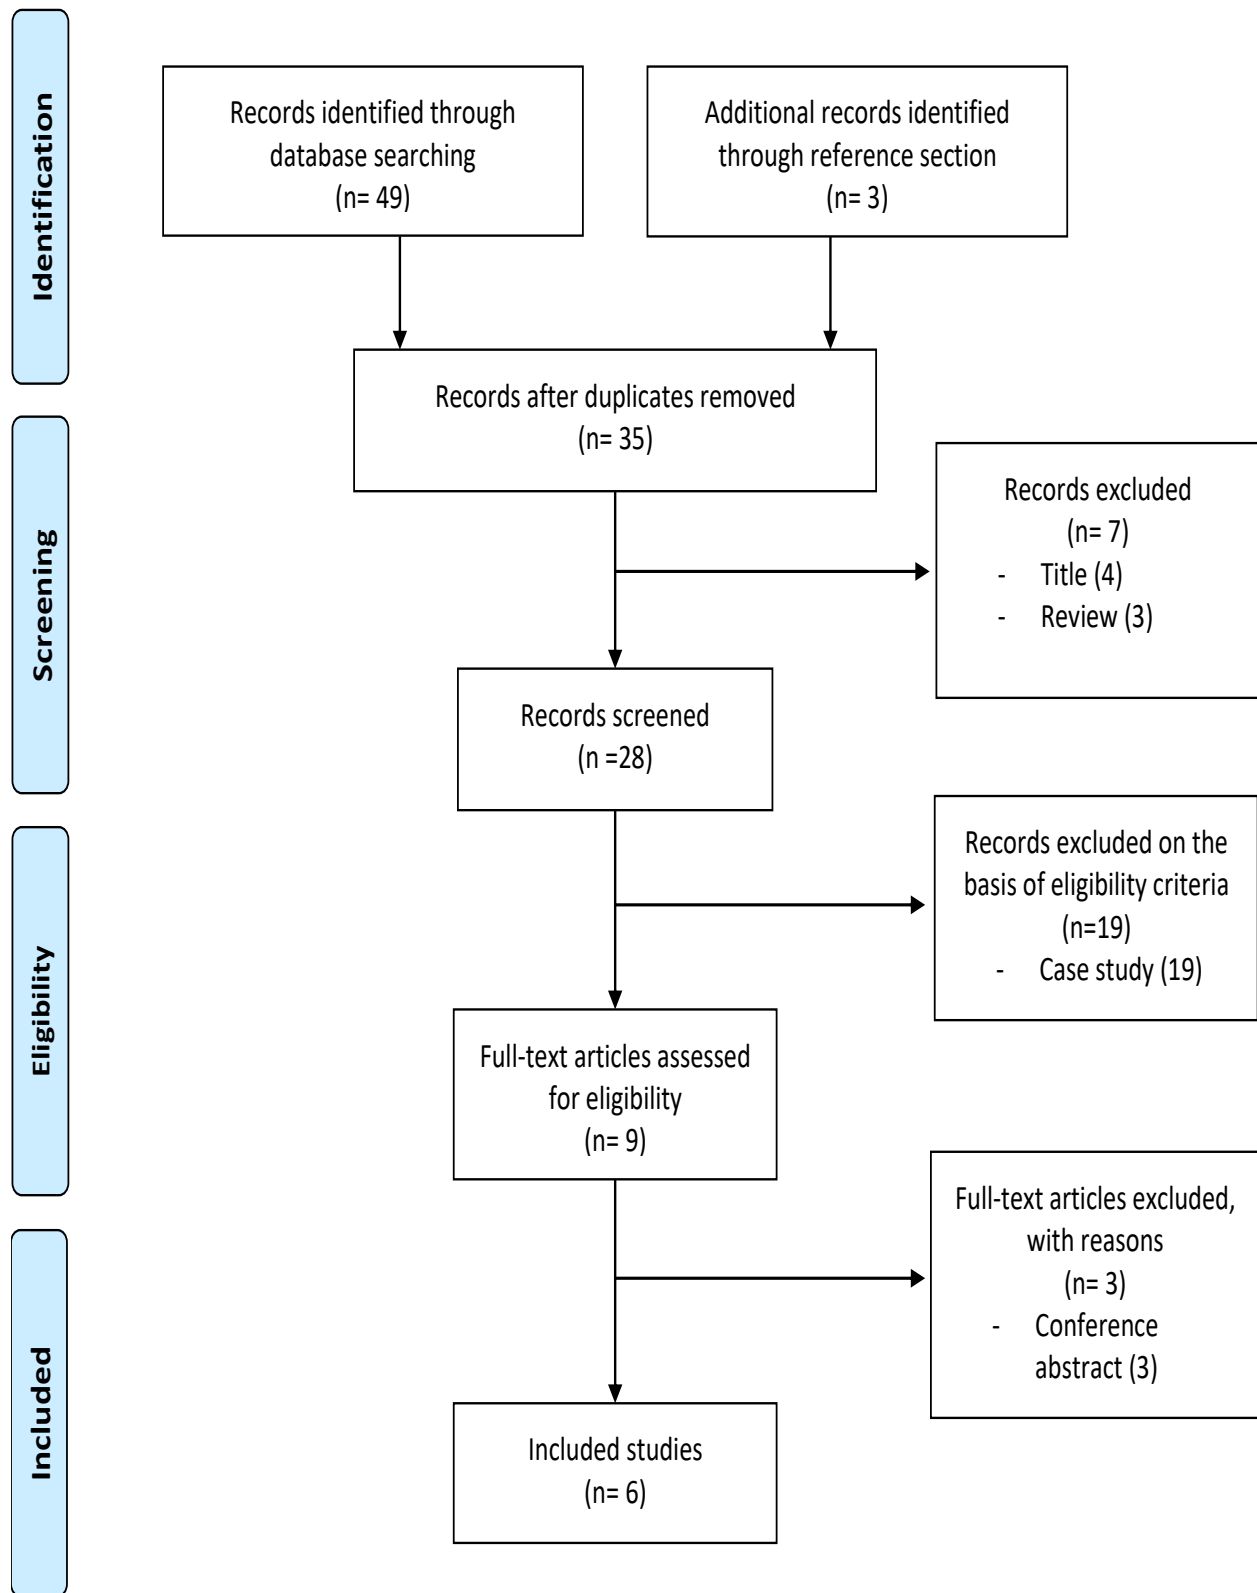 Identification
Records identified through
database searching
(n= 49)
Additional records identified
through reference section
(n= 3)
Records after duplicates removed
(n= 35)
Screening
Records excluded
(n= 7)
- Title (4)
- Review (3)
Records screened
(n =28)
Eligibility
Records excluded on the
basis of eligibility criteria
(n=19)
- Case study (19)
Full-text articles assessed
for eligibility
(n= 9)
Included
Full-text articles excluded,
with reasons
(n= 3)
- Conference
abstract (3)
Included studies
(n= 6)